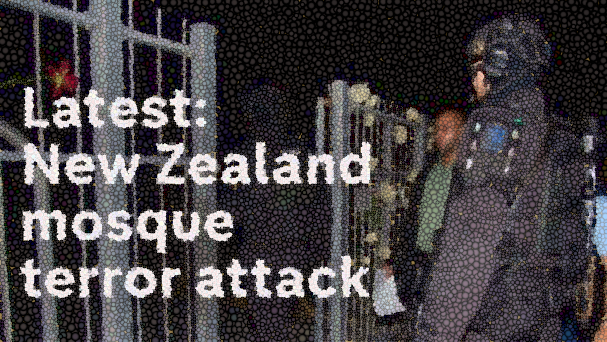 Latest:
New Zealand
mosque
terror attack